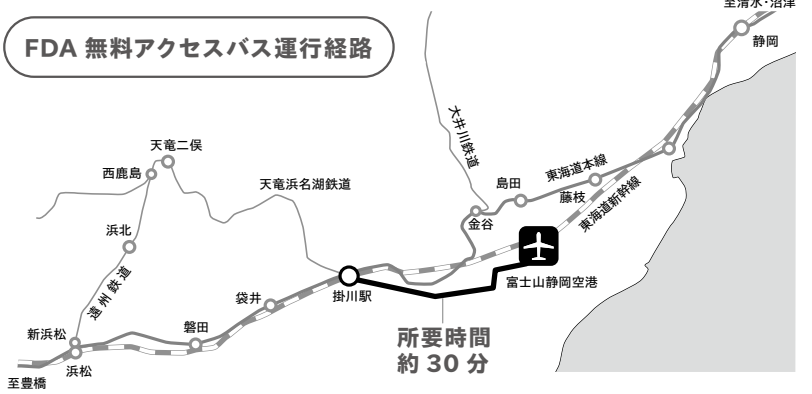 至清水・沼津
FDA 無料アクセスバス運行経路
静岡
大井川鉄道
天竜二俣
西鹿島
天竜浜名湖鉄道
島田
東海道本線
藤枝
東海道新幹線
金谷
浜北
遠州鉄道
富士山静岡空港
掛川駅
袋井
磐田
新浜松
浜松
至豊橋
所要時間
約 30 分